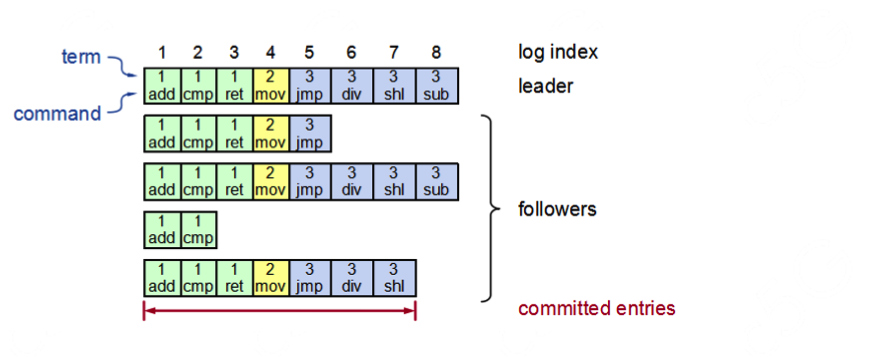 1 2 3 4 5 6 7 8 log index
term
1 1 1 2 3 3 3 3
add cmp ret mov jmp div shl sub
leader
command
1 1 1 2 3
add cmp ret mov jmp
1 1 1 2 3 3 3 3
add cmp ret mov jmp div shl sub
followers
1 1
add cmp
1 1 1 2 3 3 3
add cmp ret mov jmp div shl
committed entries